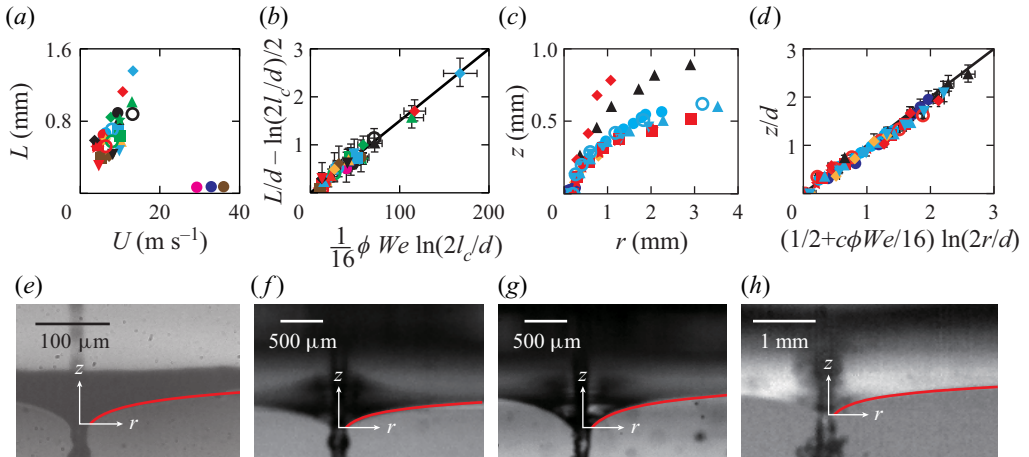 (a)
(b)
(c)
(d)
1.6
0.8
0
20
40
L (mm)
U (m s⁻¹)
3
2
1
0
100
200
L/d – ln(2l_c/d)/2
1/16 ϕ We ln(2l_c/d)
1.0
0.5
0
1
2
3
4
z (mm)
r (mm)
3
2
1
0
1
2
3
z/d
(1/2+cϕWe/16) ln(2r/d)
(e)
(f)
(g)
(h)
100 μm
z
r
500 μm
z
r
500 μm
z
r
1 mm
z
r